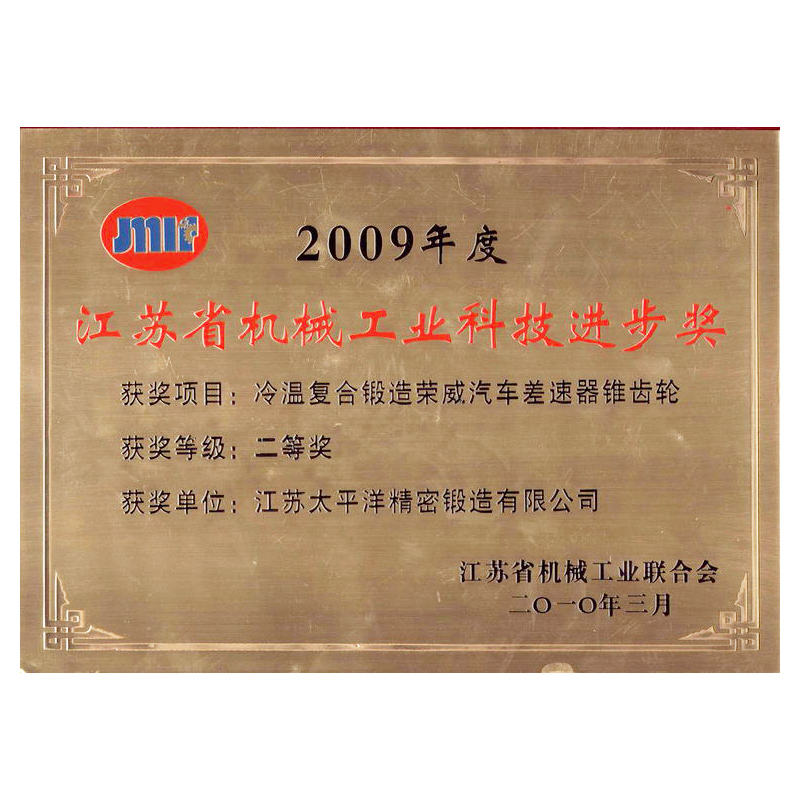 JMIF
2009年度
江苏省机械工业科技进步奖
获奖项目：冷温复合锻造荣威汽车差速器锥齿轮
获奖等级：二等奖
获奖单位：江苏太平洋精密锻造有限公司
江苏省机械工业联合会
二〇一〇年三月